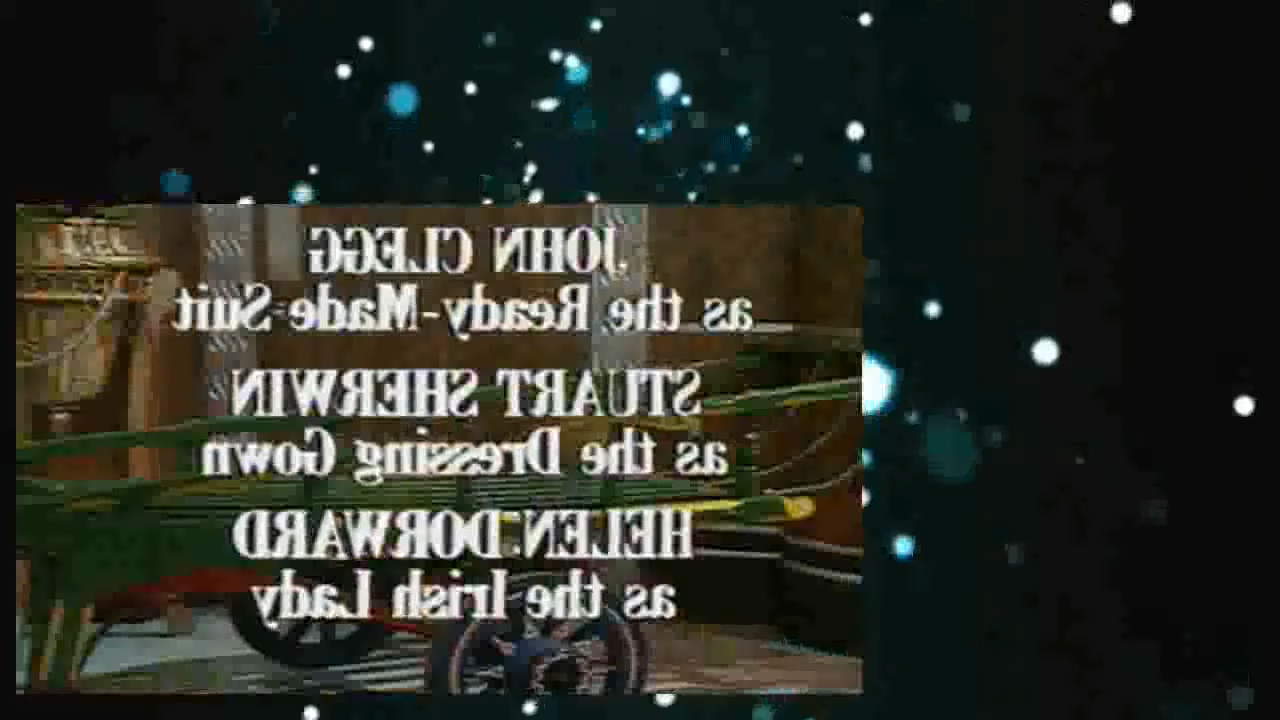 JOHN CLEGG
as the Ready-Made Suit
STUART SHERWIN
as the Dressing Gown
HELEN DORWARD
as the Irish Lady